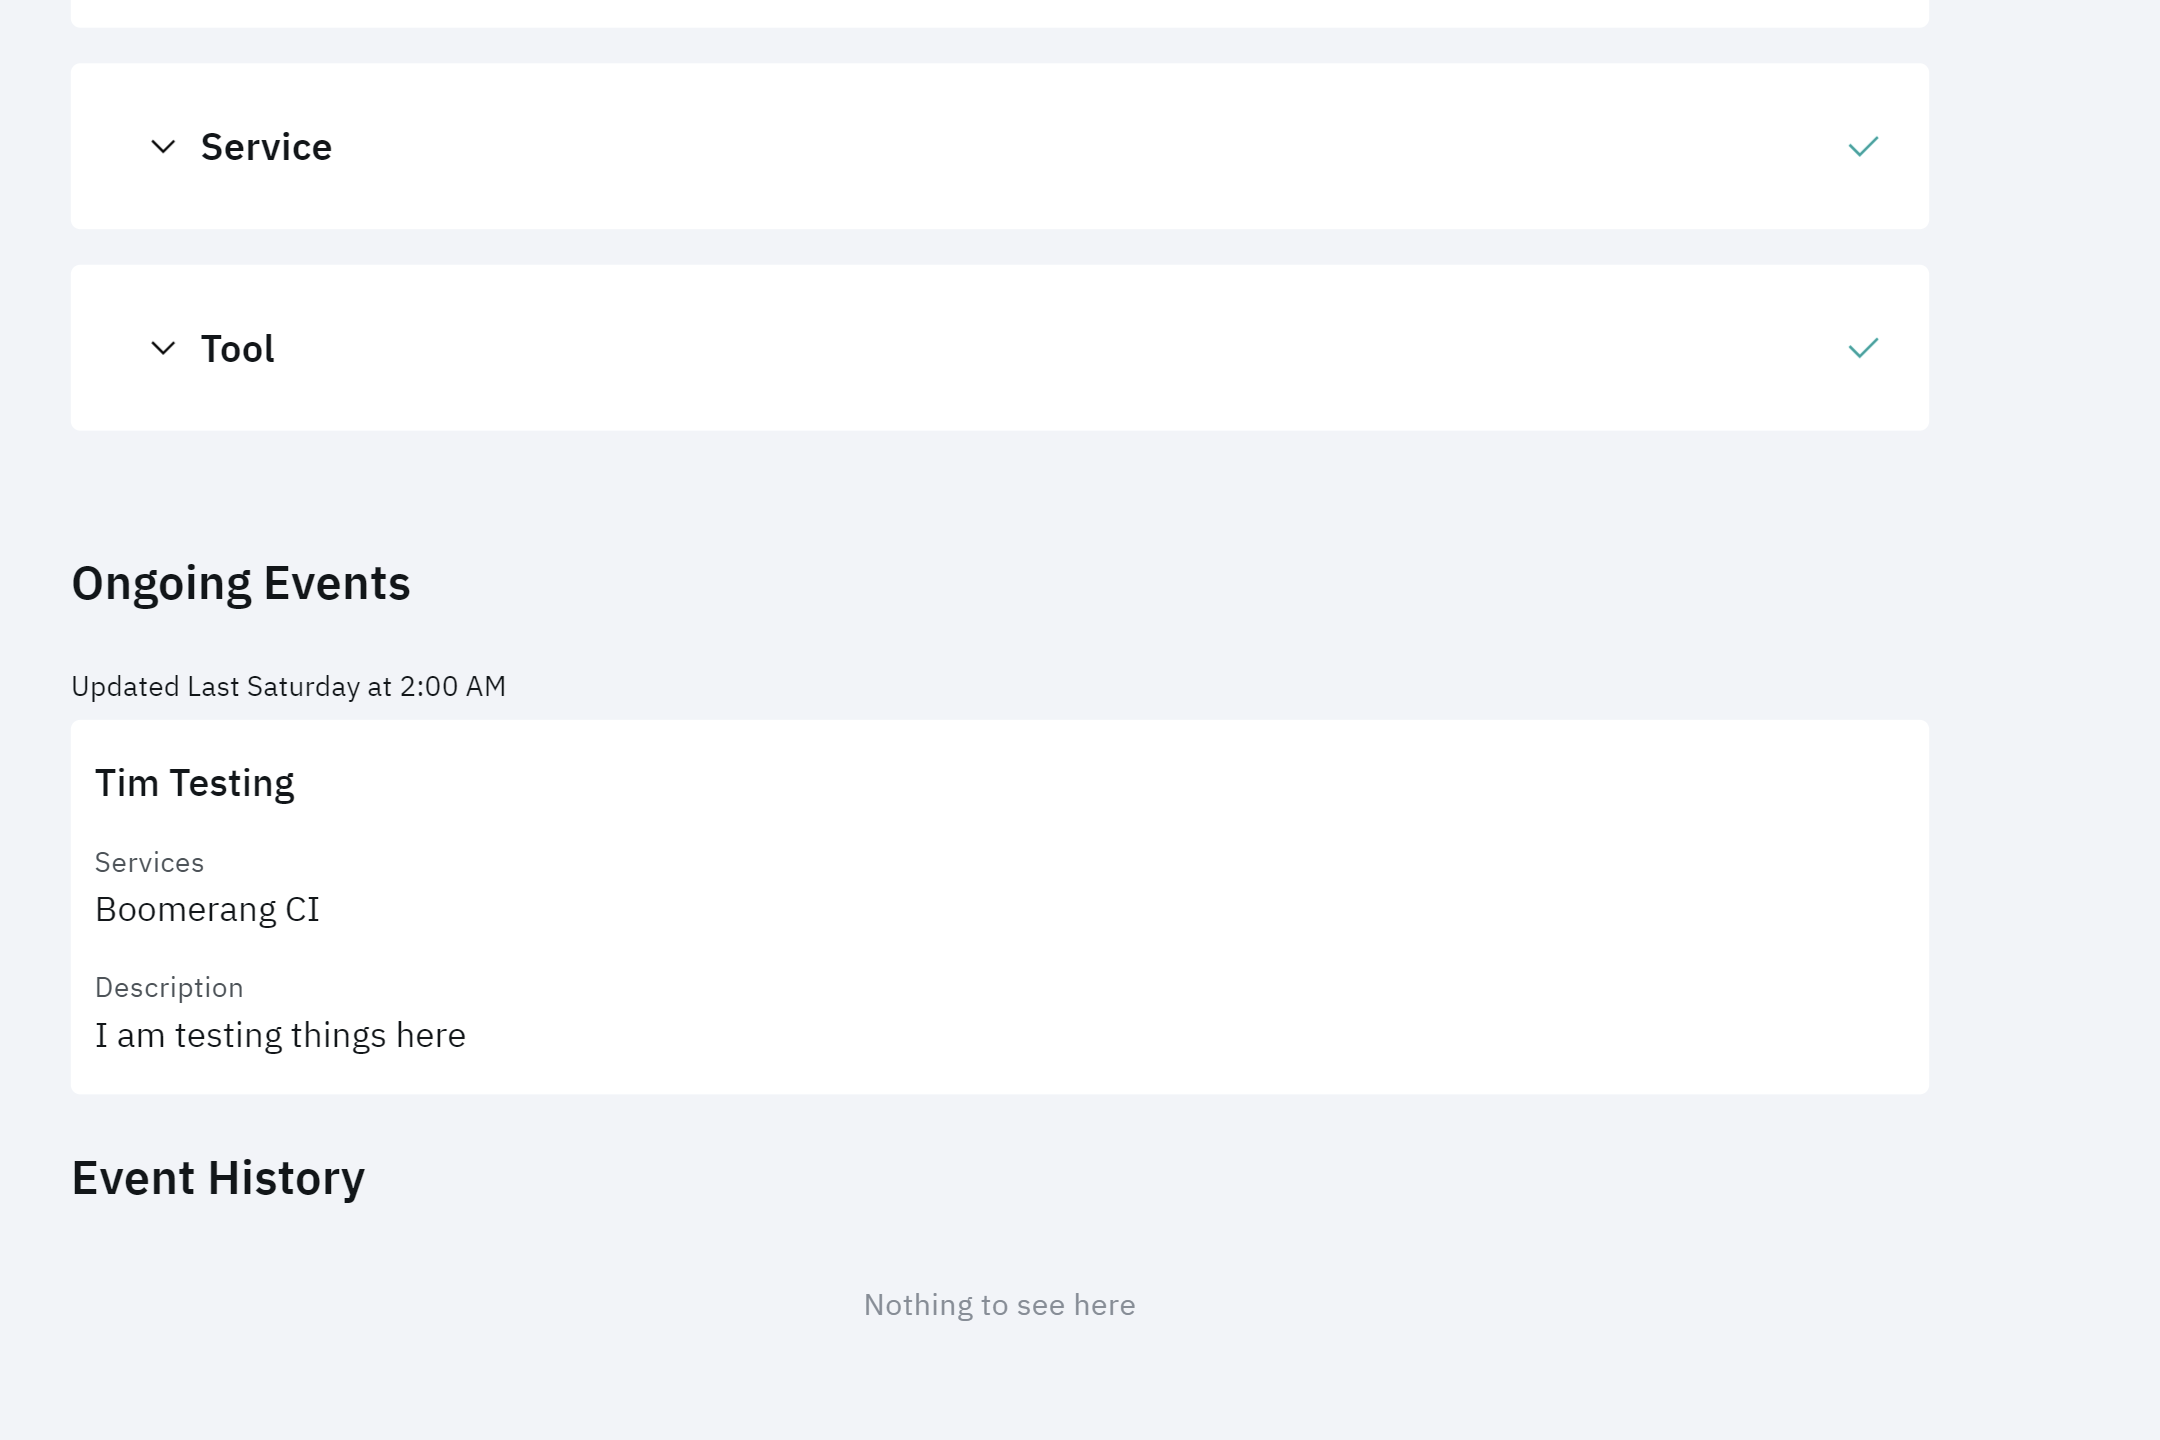 Service
Tool
Ongoing Events
Updated Last Saturday at 2:00 AM
Tim Testing
Services
Boomerang CI
Description
I am testing things here
Event History
Nothing to see here